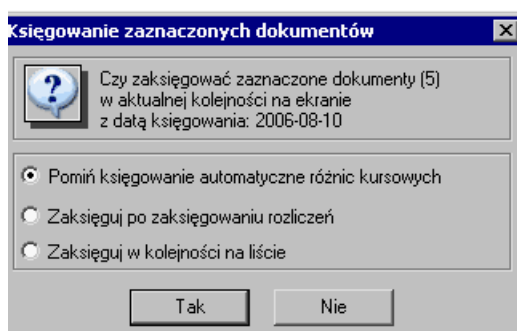 Księgowanie zaznaczonych dokumentów
Czy zaksięgować zaznaczone dokumenty (5)
w aktualnej kolejności na ekranie
z datą księgowania: 2006-08-10
Pomiń księgowanie automatyczne różnic kursowych
Zaksięguj po zaksięgowaniu rozliczeń
Zaksięguj w kolejności na liście
Tak Nie